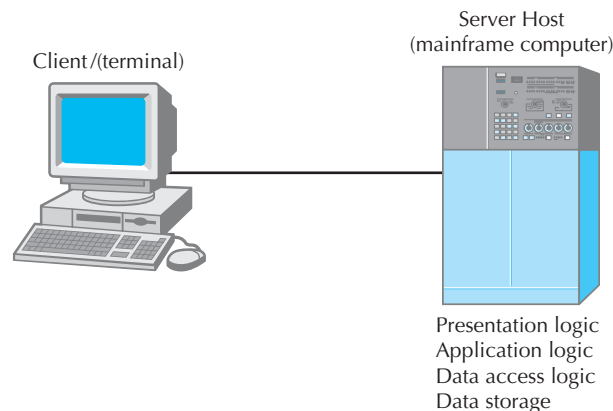 Server Host
(mainframe computer)
Client/(terminal)
Presentation logic
Application logic
Data access logic
Data storage